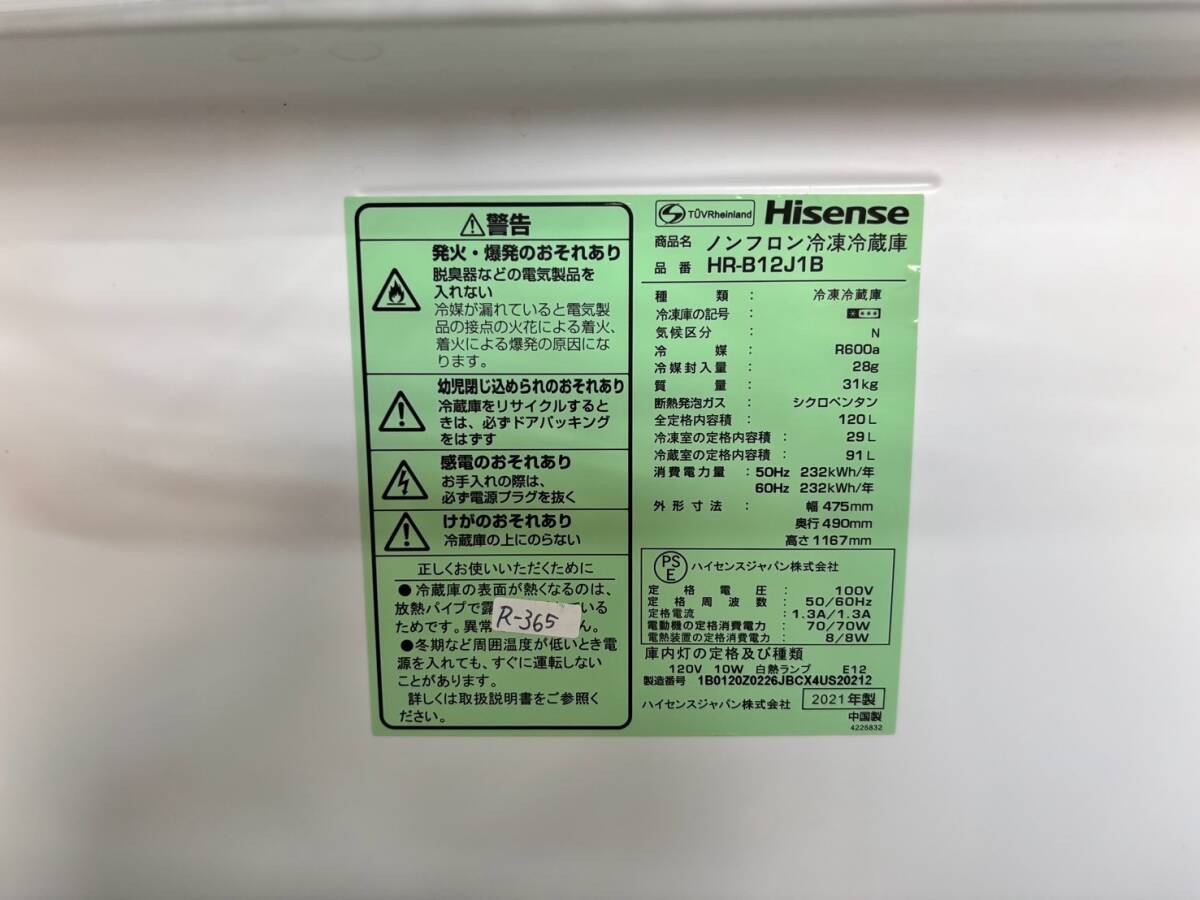 警告
発火・爆発のおそれあり
脱臭器などの電気製品を
入れない
冷媒が漏れていると電気製
品の接点の火花による着火、
着火による爆発の原因にな
ります。
幼児閉じ込められのおそれあり
冷蔵庫をリサイクルすると
きは、必ずドアパッキング
をはずす
感電のおそれあり
お手入れの際は、
必ず電源プラグを抜く
けがのおそれあり
冷蔵庫の上にのらない
正しくお使いいただくために
●冷蔵庫の表面が熱くなるのは、
放熱パイプで露 ている
ためです。異常 ん。
R-365
●冬期など周囲温度が低いとき電
源を入れても、すぐに運転しない
ことがあります。
詳しくは取扱説明書をご参照く
ださい。
TÜVRheinland Hisense
商品名 ノンフロン冷凍冷蔵庫
品番 HR-B12J1B
種類: 冷凍冷蔵庫
冷凍庫の記号:
気候区分: N
冷媒: R600a
冷媒封入量: 28g
質量: 31kg
断熱発泡ガス: シクロペンタン
全定格内容積: 120L
冷凍室の定格内容積: 29L
冷蔵室の定格内容積: 91L
消費電力量:50Hz 232kWh/年
60Hz 232kWh/年
外形寸法: 幅475mm
奥行490mm
高さ1167mm
PSE ハイセンスジャパン株式会社
定格電圧: 100V
定格周波数: 50/60Hz
定格電流: 1.3A/1.3A
電動機の定格消費電力: 70/70W
電熱装置の定格消費電力: 8/8W
庫内灯の定格及び種類
120V 10W 白熱ランプ E12
製造番号 1B0120Z0226JBCX4US20212
ハイセンスジャパン株式会社 2021年製
中国製
4225832